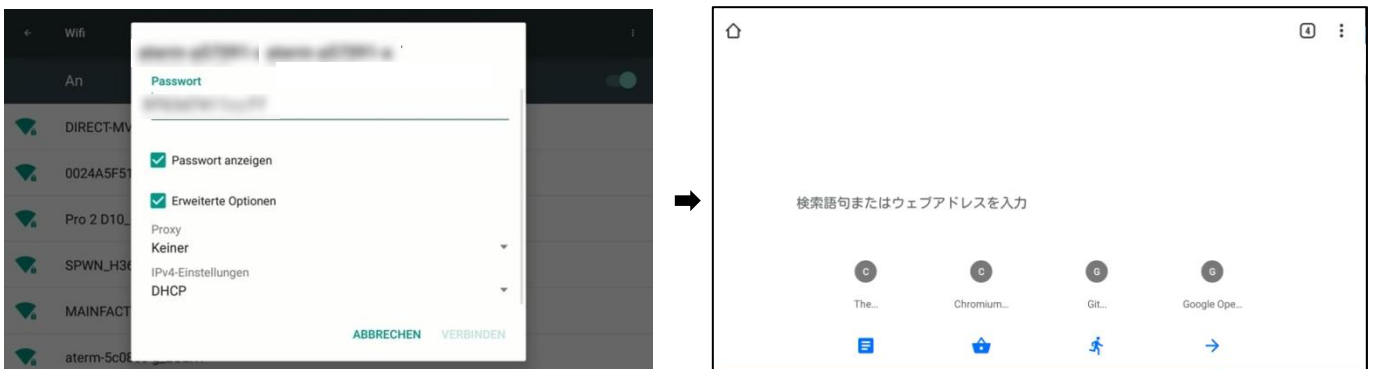 Wifi
An
DIRECT-MV
0024A5F51
Pro 2 D10_
SPWN_H36
MAINFACT
Passwort
Passwort anzeigen
Erweiterte Optionen
Proxy
Keiner
IPv4-Einstellungen
DHCP
ABBRECHEN VERBINDEN
4
検索語句またはウェブアドレスを入力
C C G G
The... Chromium... Git... Google Ope...